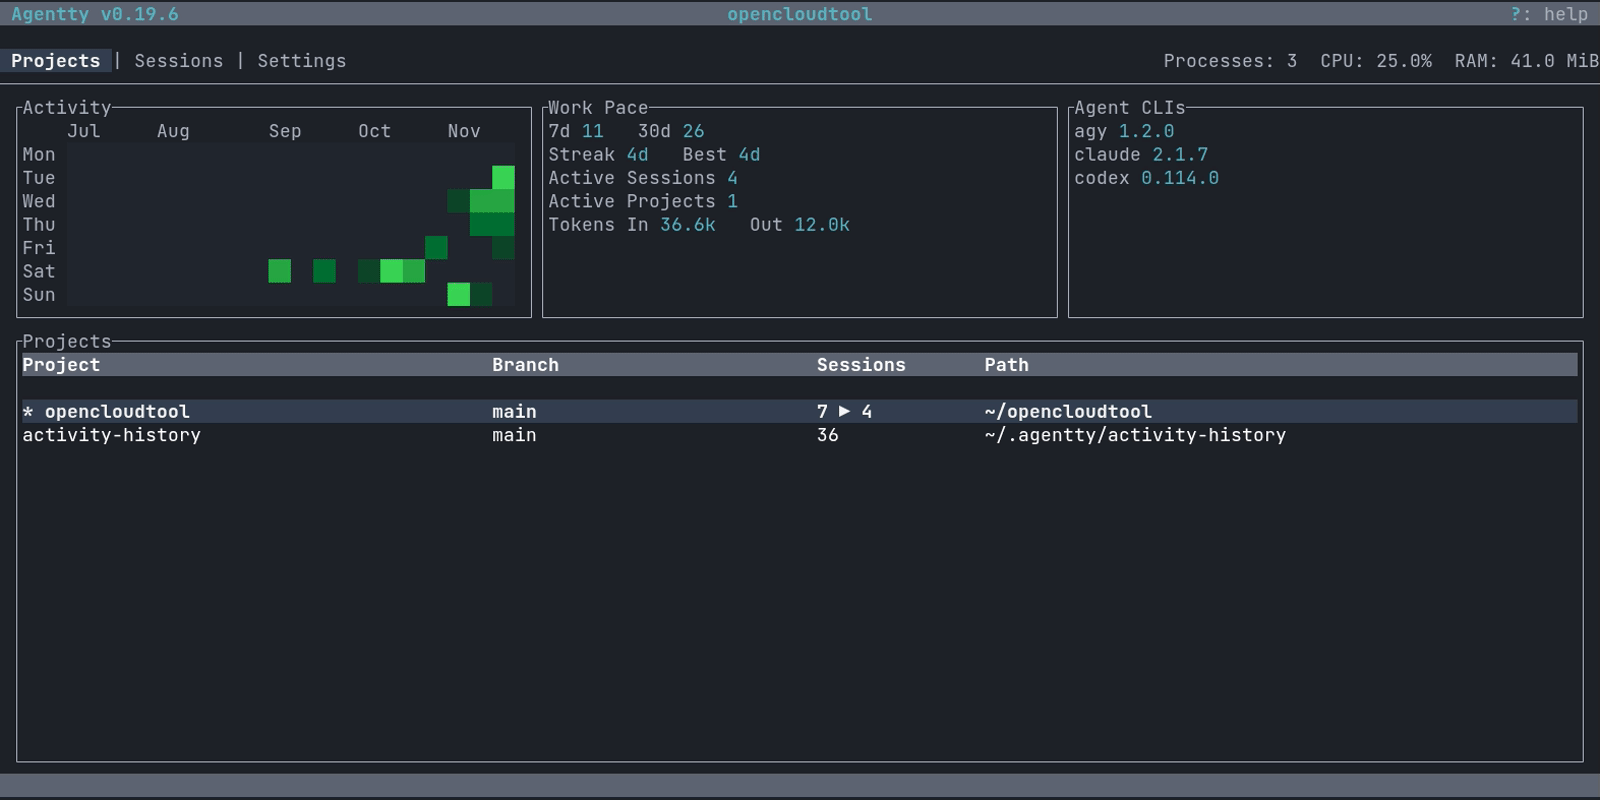 Agentty v0.19.6 opencloudtool ?: help
Projects | Sessions | Settings Processes: 3 CPU: 25.0% RAM: 41.0 MiB
Activity
Jul Aug Sep Oct Nov
Mon
Tue
Wed
Thu
Fri
Sat
Sun
Work Pace
7d 11 30d 26
Streak 4d Best 4d
Active Sessions 4
Active Projects 1
Tokens In 36.6k Out 12.0k
Agent CLIs
agy 1.2.0
claude 2.1.7
codex 0.114.0
Projects
Project Branch Sessions Path
* opencloudtool main 7 ▶ 4 ~/opencloudtool
activity-history main 36 ~/.agentty/activity-history